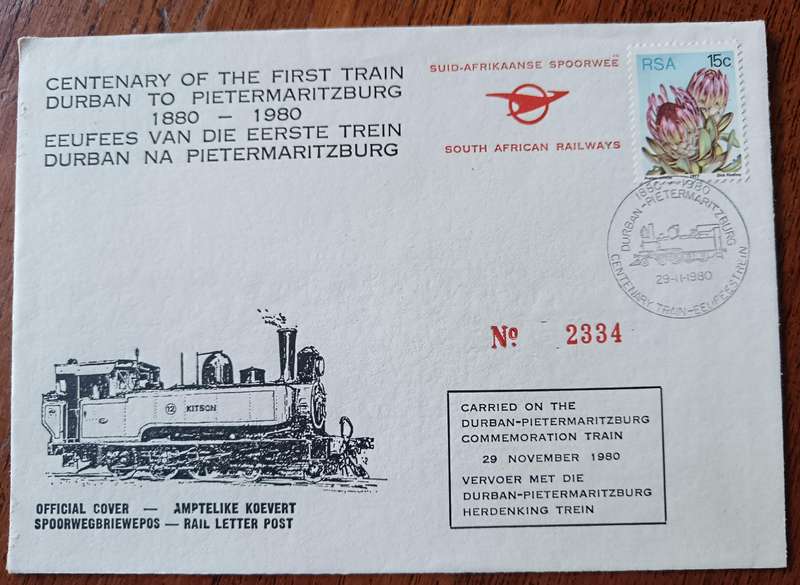 CENTENARY OF THE FIRST TRAIN
DURBAN TO PIETERMARITZBURG
1880 – 1980
EEUFEES VAN DIE EERSTE TREIN
DURBAN NA PIETERMARITZBURG
SUID-AFRIKAANSE SPOORWEË
SOUTH AFRICAN RAILWAYS
RSA 15c
1977
1880 – 1980
DURBAN-PIETERMARITZBURG
29-11-1980
CENTENARY TRAIN-EEUFEESTREIN
No 2334
12 KITSON
CARRIED ON THE
DURBAN-PIETERMARITZBURG
COMMEMORATION TRAIN
29 NOVEMBER 1980
VERVOER MET DIE
DURBAN-PIETERMARITZBURG
HERDENKING TREIN
OFFICIAL COVER — AMPTELIKE KOEVERT
SPOORWEGBRIEWEPOS — RAIL LETTER POST